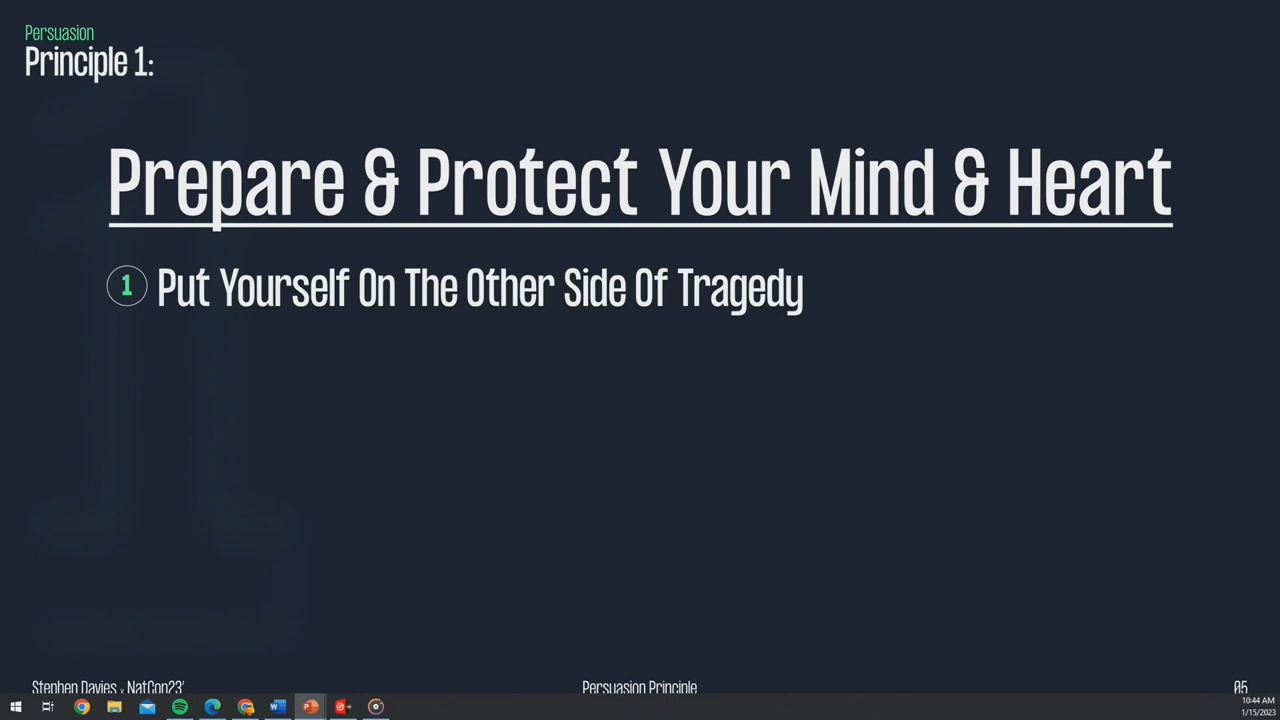 Persuasion
Principle 1:
Prepare & Protect Your Mind & Heart
1 Put Yourself On The Other Side Of Tragedy
Stephen Davies x NatCon23'
Persuasion Principle
05
10:44 AM
1/15/2023